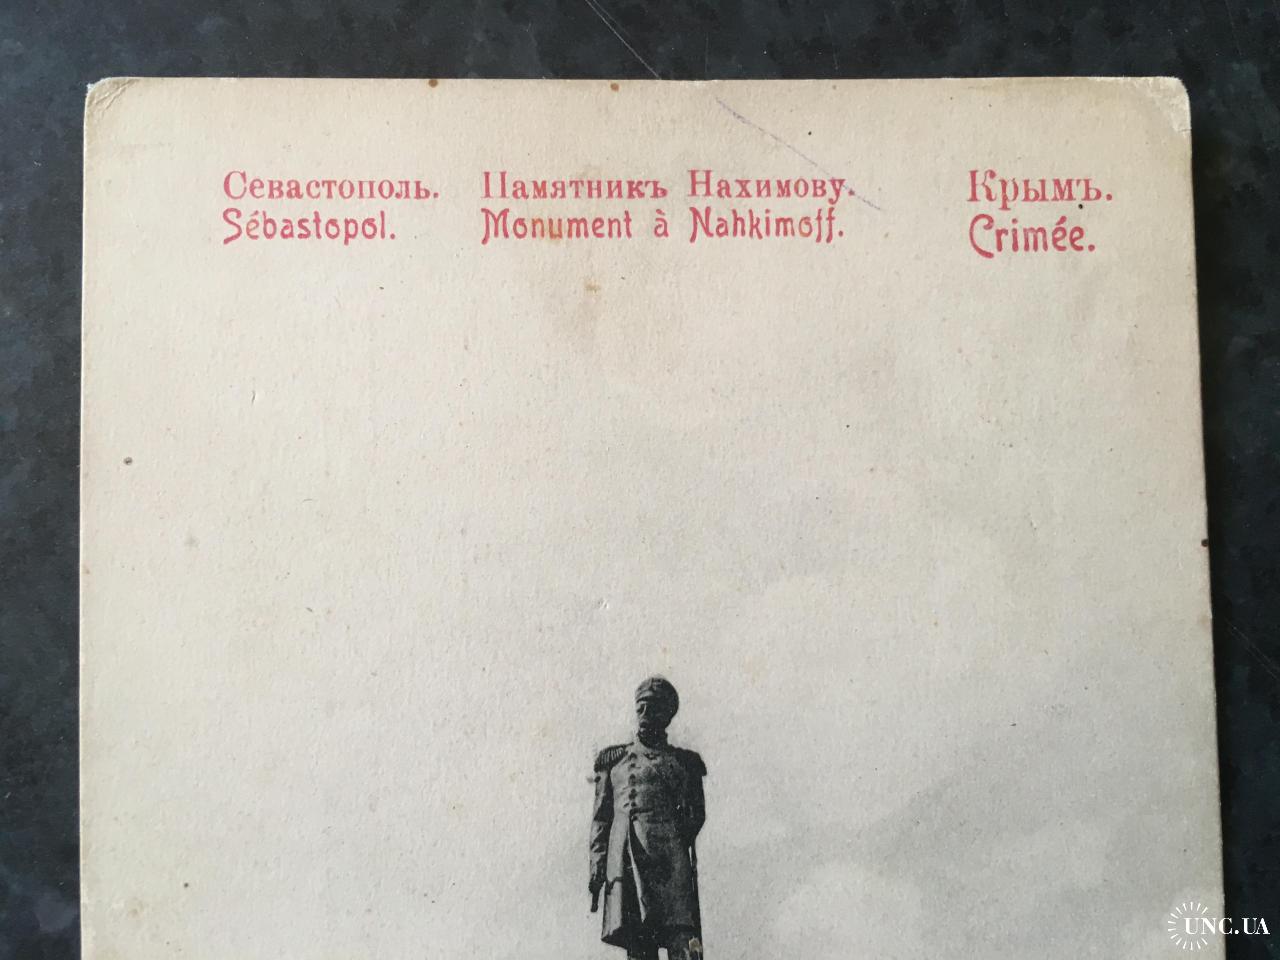 Севастополь. Памятникъ Нахимову. Крымъ.
Sébastopol. Monument à Nahkimoff. Crimée.
UNC.UA